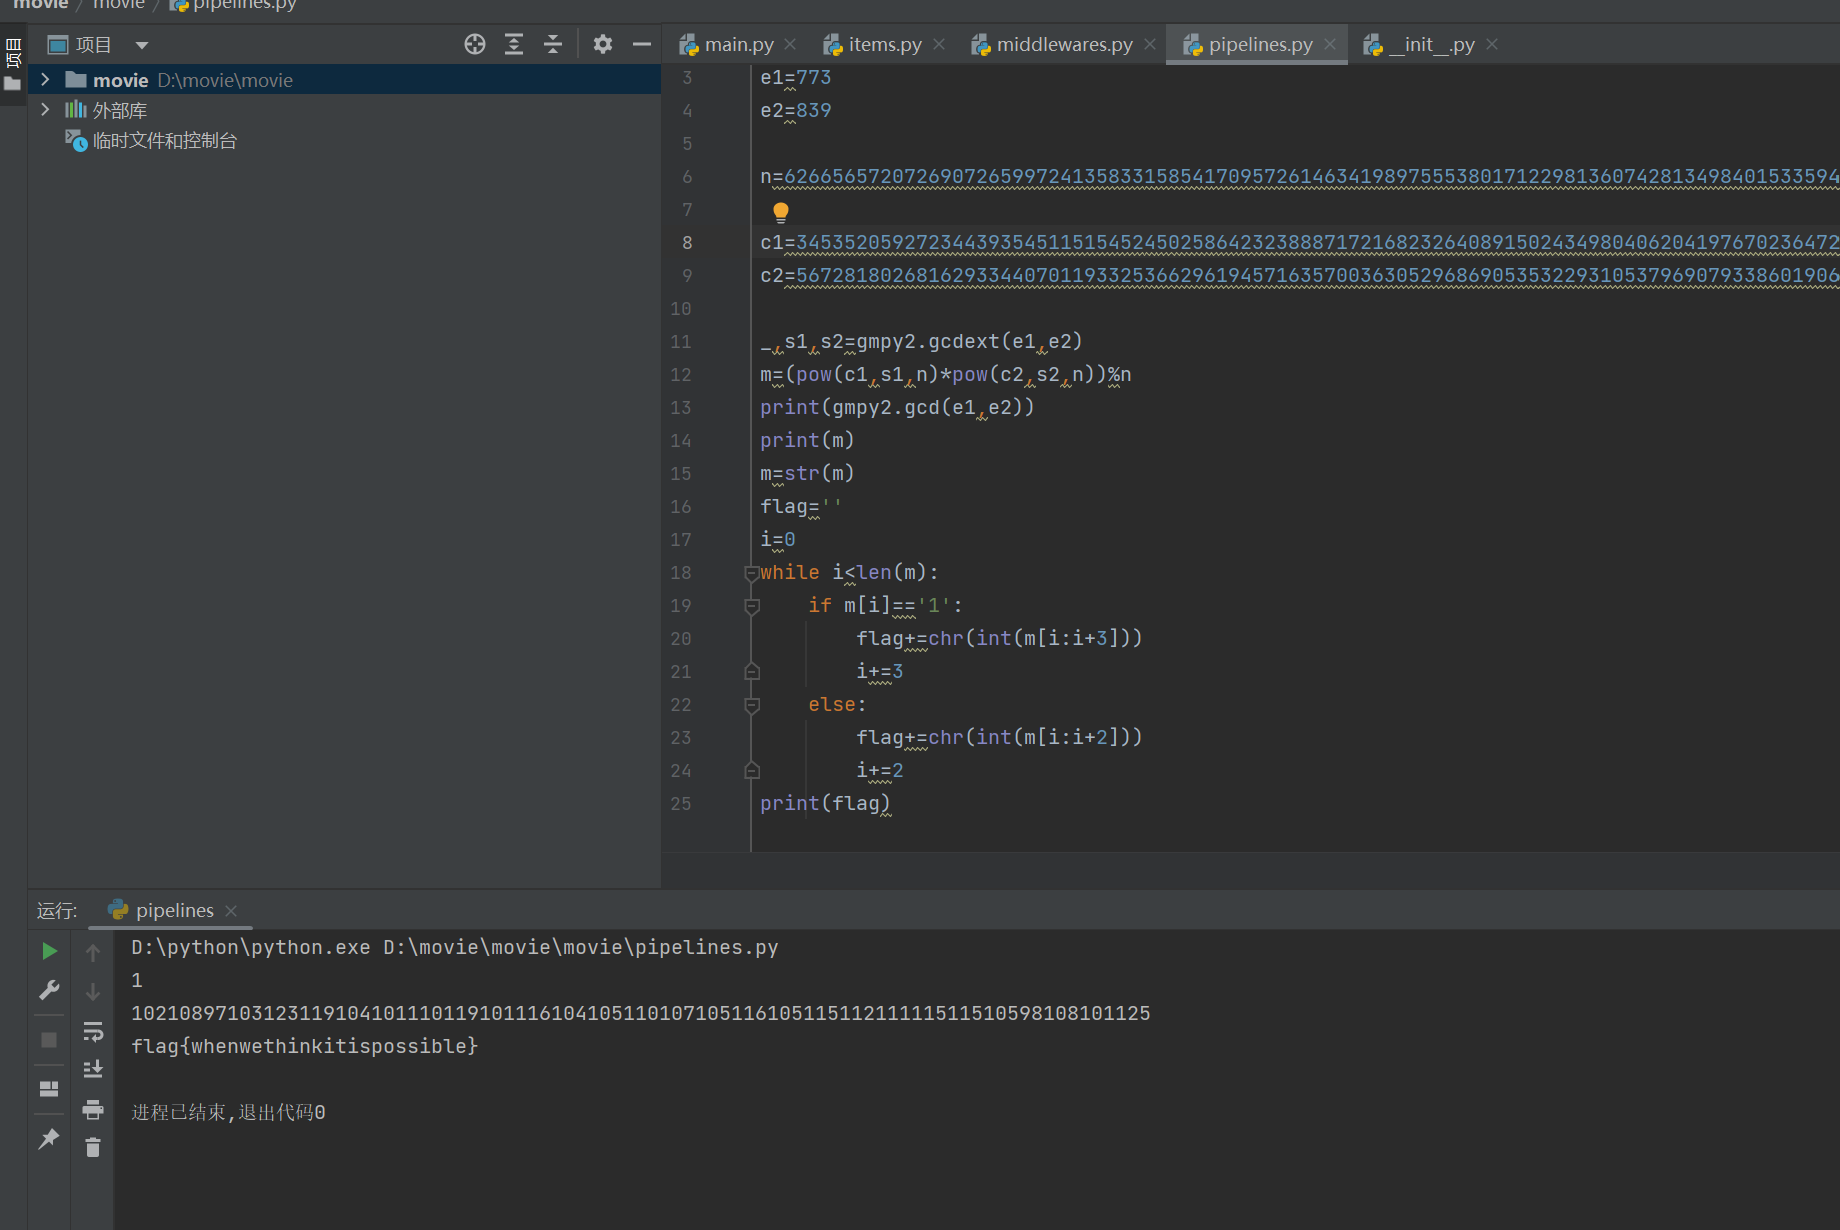 movie / movie / pipelines.py
项目
项目
main.py
items.py
middlewares.py
pipelines.py
__init__.py
movie D:\movie\movie
外部库
临时文件和控制台
3 e1=773
4 e2=839
5
6 n=6266565720726907265997241358331585417095726146341989755538017122981360742813498401533594
7
8 c1=3453520592723443935451151545245025864232388871721682326408915024349804062041976702364728
9 c2=5672818026816293344070119332536629619457163570036305296869053532293105379690793386019065
10
11 _,s1,s2=gmpy2.gcdext(e1,e2)
12 m=(pow(c1,s1,n)*pow(c2,s2,n))%n
13 print(gmpy2.gcd(e1,e2))
14 print(m)
15 m=str(m)
16 flag=''
17 i=0
18 while i<len(m):
19 if m[i]=='1':
20 flag+=chr(int(m[i:i+3]))
21 i+=3
22 else:
23 flag+=chr(int(m[i:i+2]))
24 i+=2
25 print(flag)
运行:
pipelines
D:\python\python.exe D:\movie\movie\movie\pipelines.py
1
1021089710312311910410111011910111610410511010710511610511511211111511510598108101125
flag{whenwethinkitispossible}
进程已结束,退出代码0